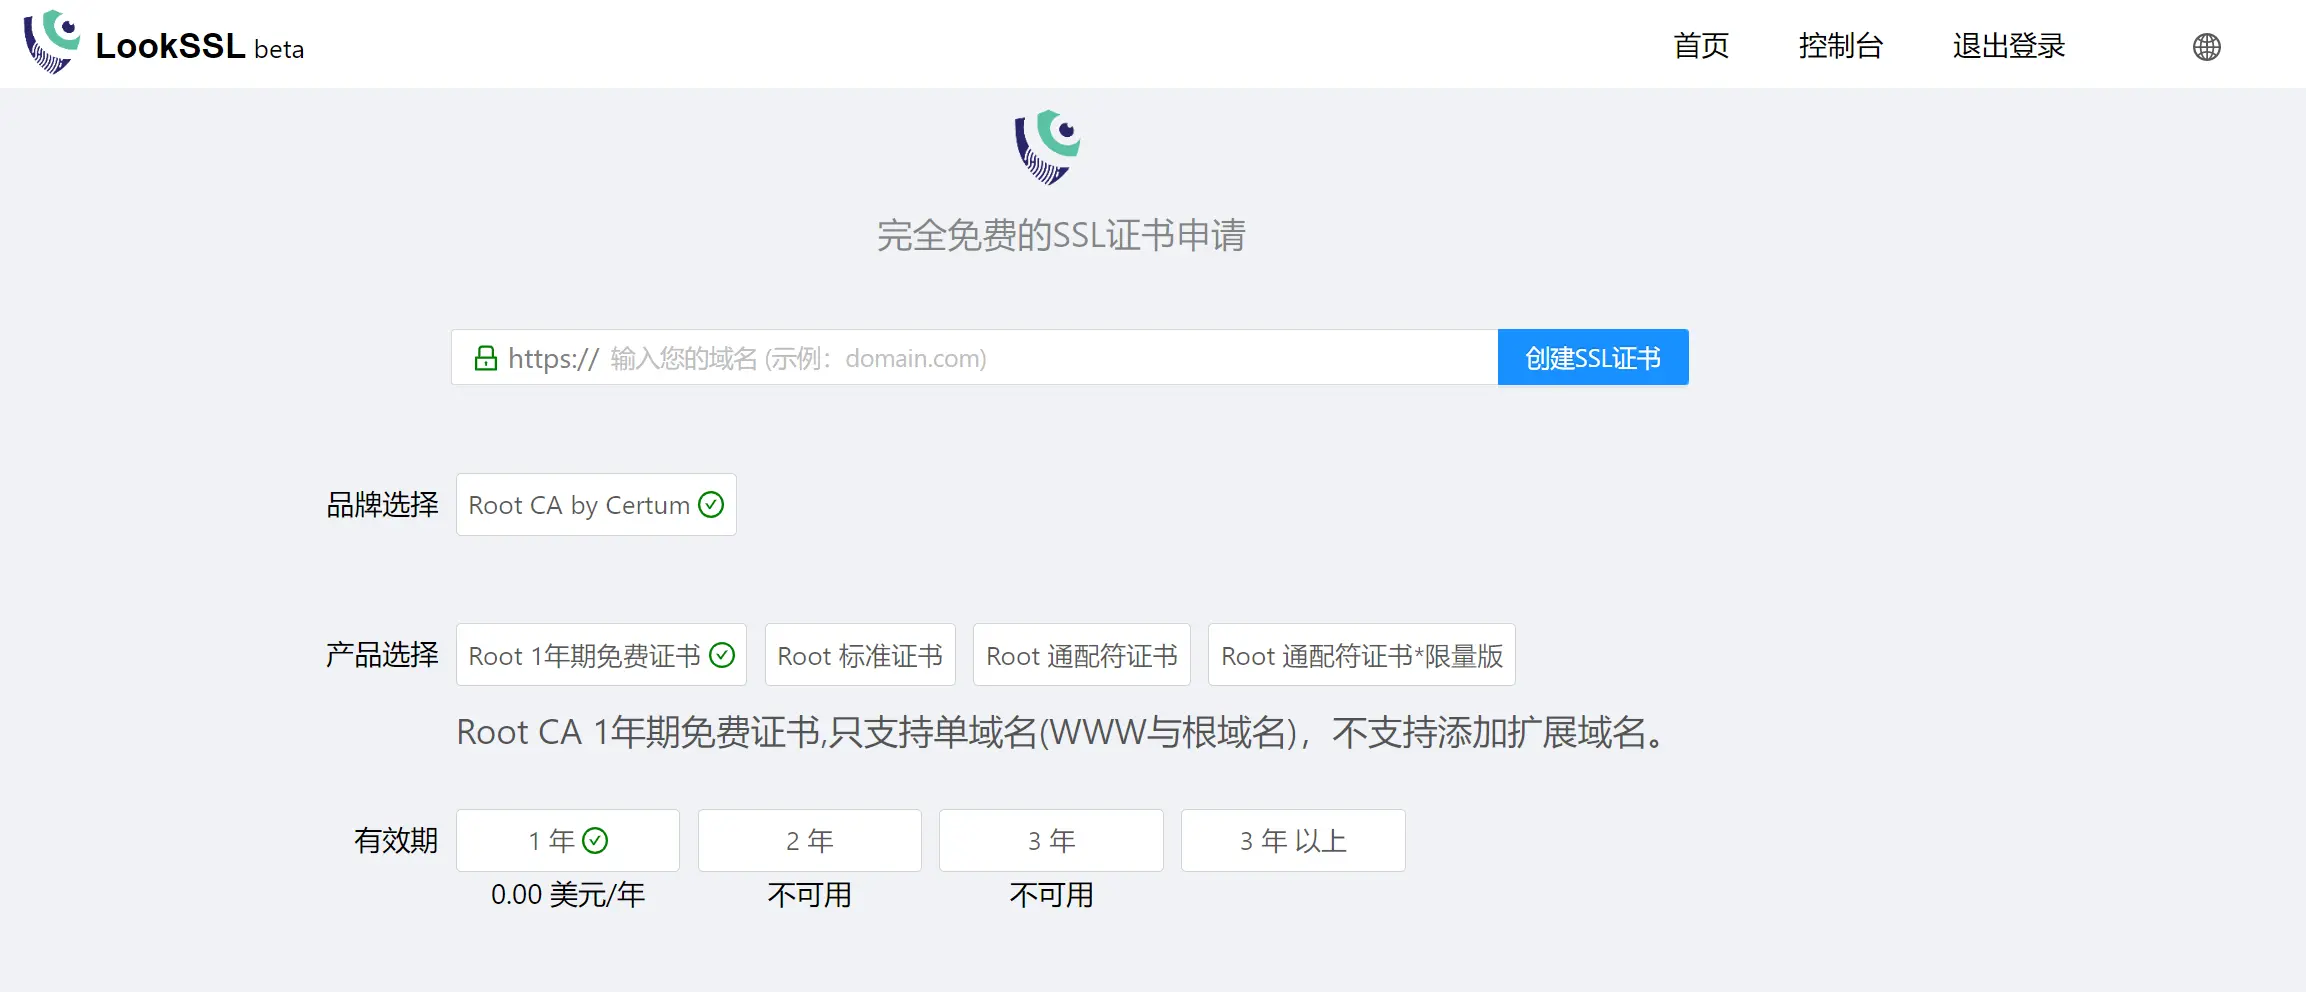 LookSSL beta
首页 控制台 退出登录
完全免费的SSL证书申请
https:// 输入您的域名 (示例：domain.com) 创建SSL证书
品牌选择 Root CA by Certum
产品选择 Root 1年期免费证书 Root 标准证书 Root 通配符证书 Root 通配符证书*限量版
Root CA 1年期免费证书,只支持单域名(WWW与根域名)，不支持添加扩展域名。
有效期 1 年 2 年 3 年 3 年 以上
0.00 美元/年 不可用 不可用